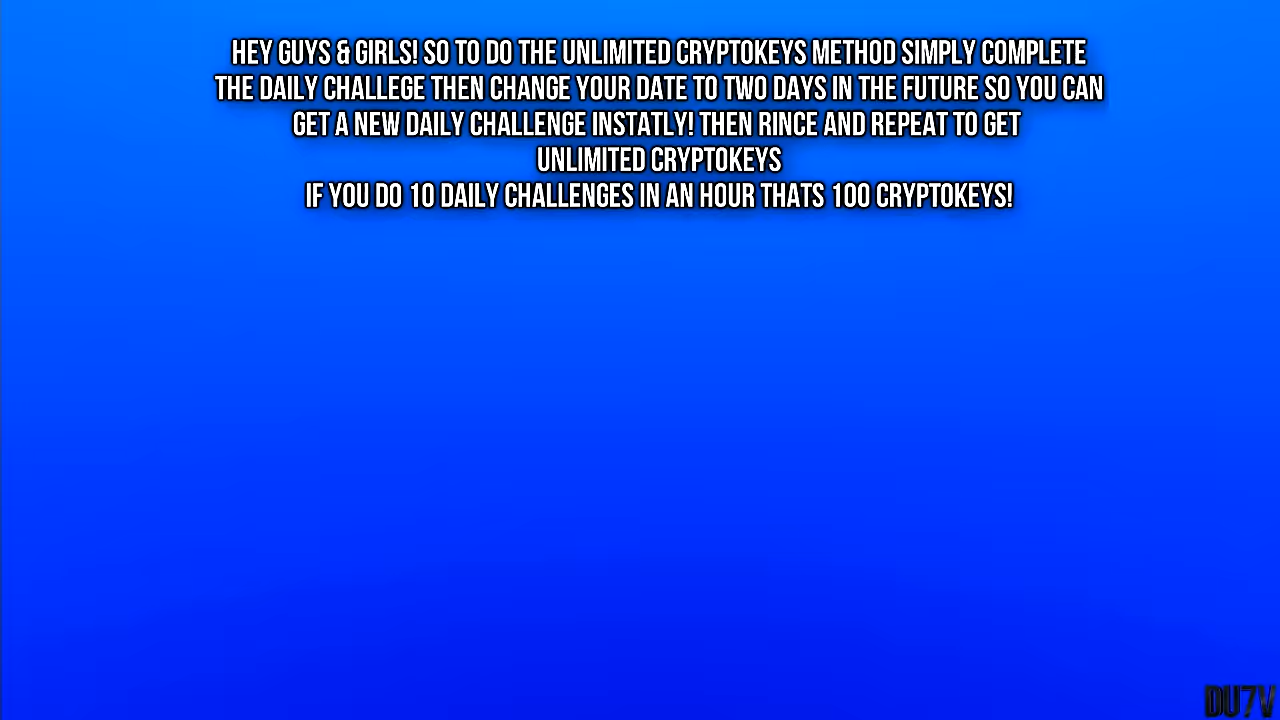 HEY GUYS & GIRLS! SO TO DO THE UNLIMITED CRYPTOKEYS METHOD SIMPLY COMPLETE
THE DAILY CHALLEGE THEN CHANGE YOUR DATE TO TWO DAYS IN THE FUTURE SO YOU CAN
GET A NEW DAILY CHALLENGE INSTATLY! THEN RINCE AND REPEAT TO GET
UNLIMITED CRYPTOKEYS
IF YOU DO 10 DAILY CHALLENGES IN AN HOUR THATS 100 CRYPTOKEYS!
DU7V